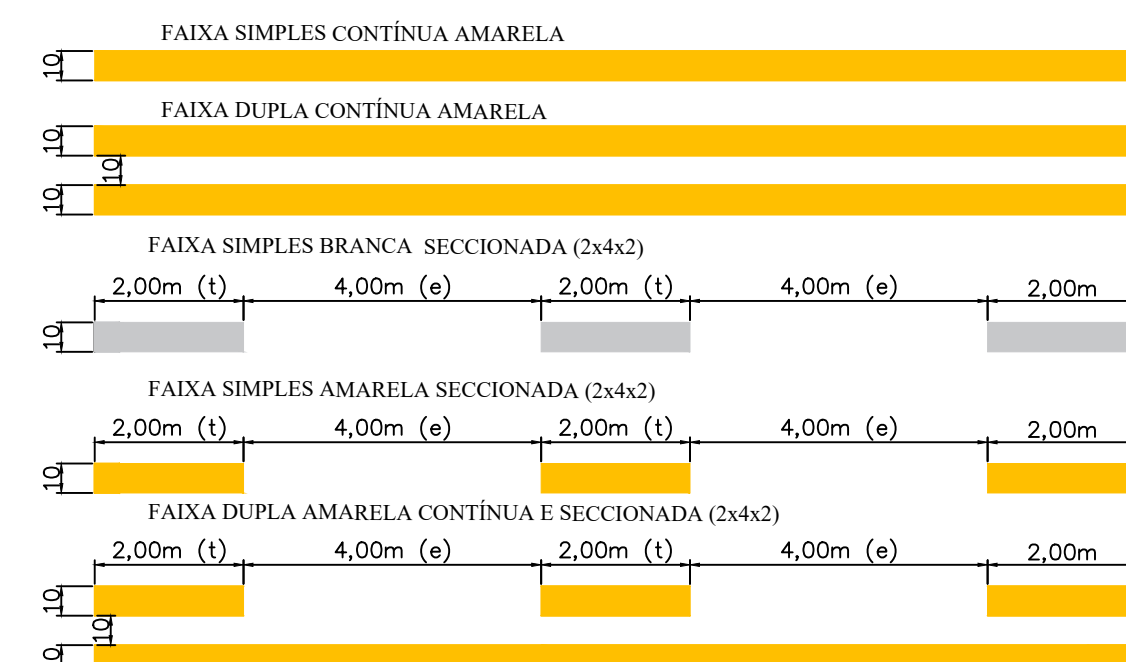 FAIXA SIMPLES CONTÍNUA AMARELA
10
FAIXA DUPLA CONTÍNUA AMARELA
10
10
10
FAIXA SIMPLES BRANCA SECCIONADA (2x4x2)
2,00m (t) 4,00m (e) 2,00m (t) 4,00m (e) 2,00m
10
FAIXA SIMPLES AMARELA SECCIONADA (2x4x2)
2,00m (t) 4,00m (e) 2,00m (t) 4,00m (e) 2,00m
10
FAIXA DUPLA AMARELA CONTÍNUA E SECCIONADA (2x4x2)
2,00m (t) 4,00m (e) 2,00m (t) 4,00m (e) 2,00m
10
10